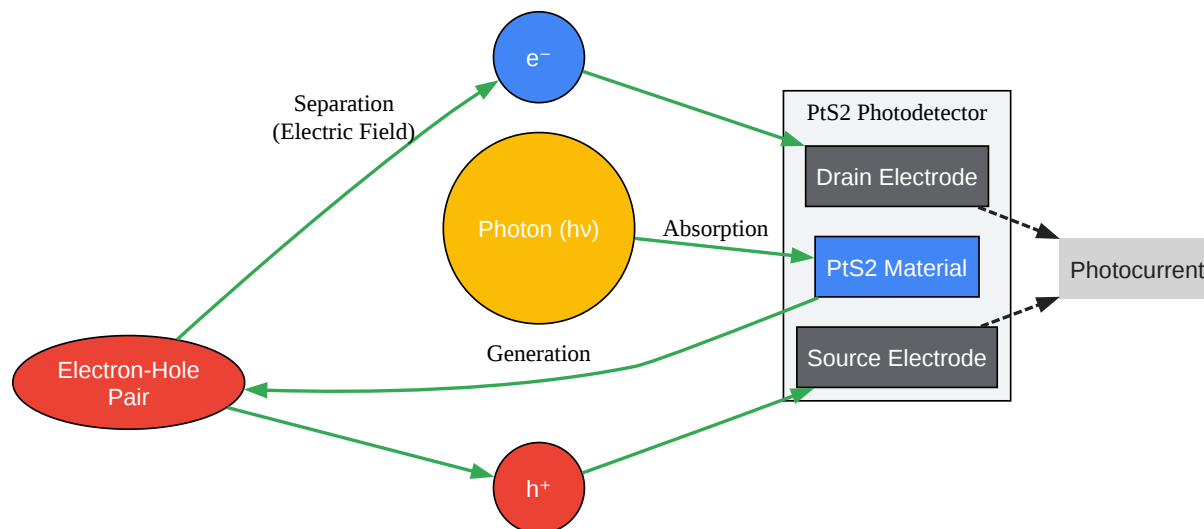 e⁻
Separation
(Electric Field)
PtS2 Photodetector
Drain Electrode
Photon (hν)
Absorption
PtS2 Material
Photocurrent
Generation
Source Electrode
Electron-Hole
Pair
h⁺